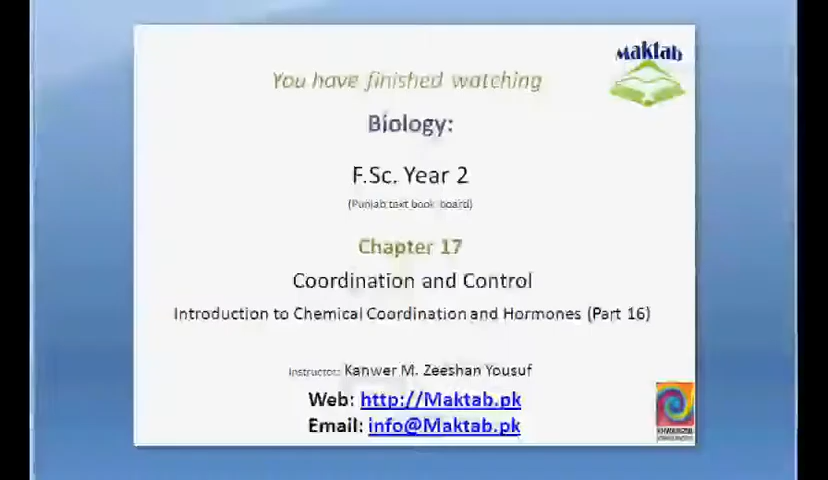 Maktab
You have finished watching
Biology:
F.Sc. Year 2
(Punjab text book board)
Chapter 17
Coordination and Control
Introduction to Chemical Coordination and Hormones (Part 16)
Instructor: Kanwer M. Zeeshan Yousuf
Web: http://Maktab.pk
Email: info@Maktab.pk